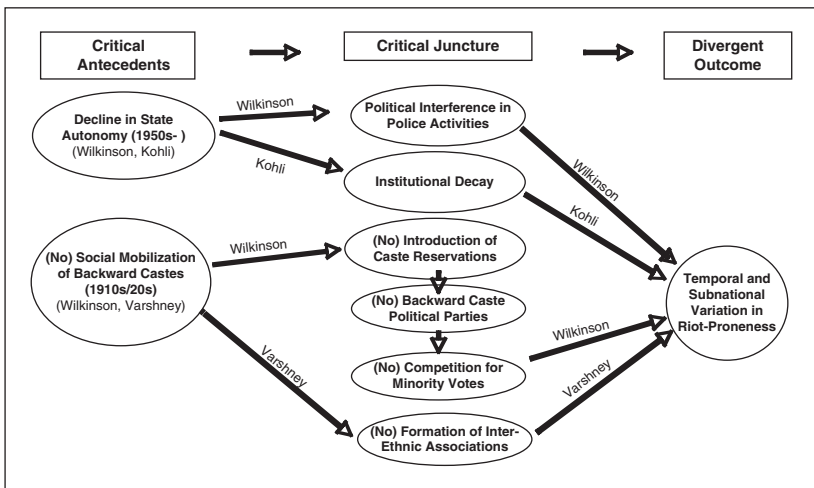 Critical
Antecedents
Critical Juncture
Divergent
Outcome
Decline in State
Autonomy (1950s- )
(Wilkinson, Kohli)
Wilkinson
Kohli
Political Interference in
Police Activities
Institutional Decay
Wilkinson
Kohli
(No) Social Mobilization
of Backward Castes
(1910s/20s)
(Wilkinson, Varshney)
Wilkinson
Varshney
(No) Introduction of
Caste Reservations
(No) Backward Caste
Political Parties
(No) Competition for
Minority Votes
(No) Formation of Inter-
Ethnic Associations
Wilkinson
Varshney
Temporal and
Subnational
Variation in
Riot-Proneness